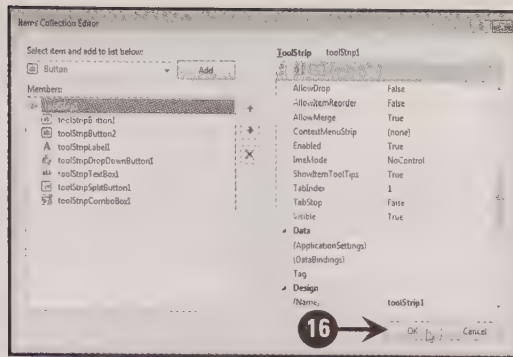 Items Collection Editor
Select item and add to list below:
Button
Add
Members:
toolStripButton1
toolStripButton2
toolStripLabel1
toolStripDropDownButton1
toolStripTextBox1
toolStripSplitButton1
toolStripComboBox1
ToolStrip toolStrip1
AllowDrop False
AllowItemReorder False
AllowMerge True
ContextMenuStrip (none)
Enabled True
ImeMode NoControl
ShowItemToolTips True
TabIndex 1
TabStop False
Visible True
Data
(ApplicationSettings)
(DataBindings)
Tag
Design
(Name) toolStrip1
16
OK Cancel